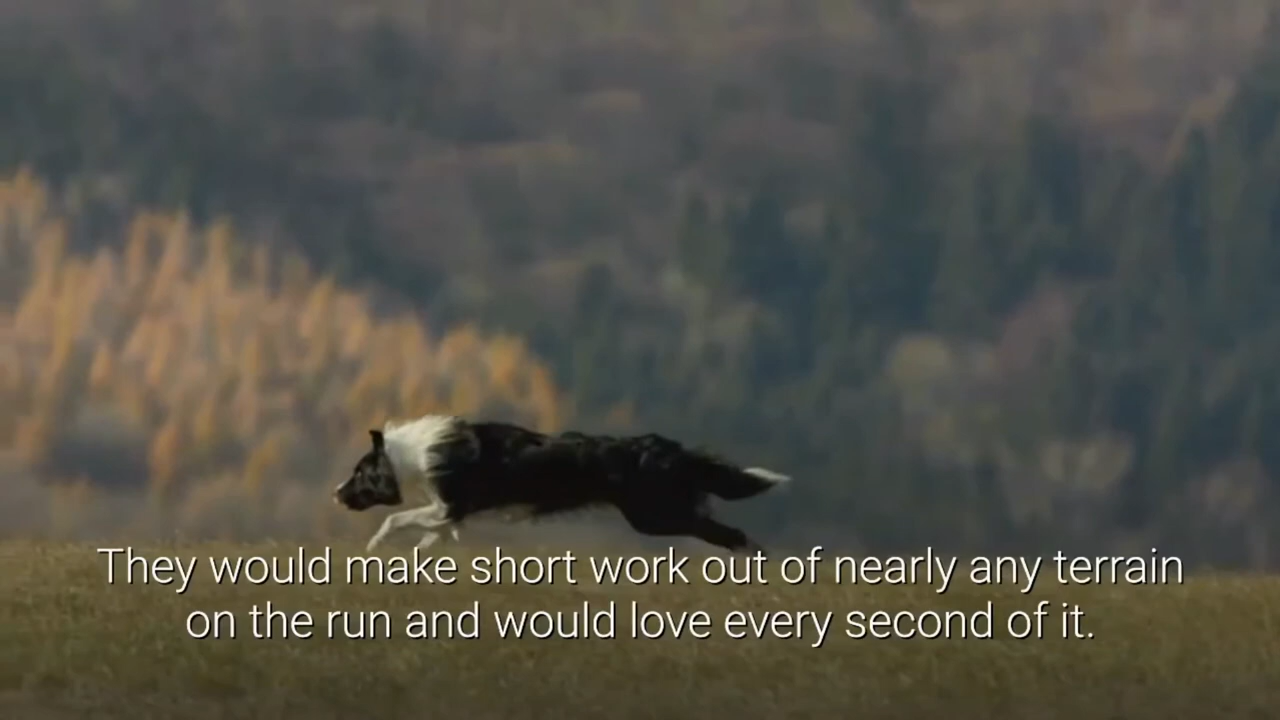 They would make short work out of nearly any terrain
on the run and would love every second of it.